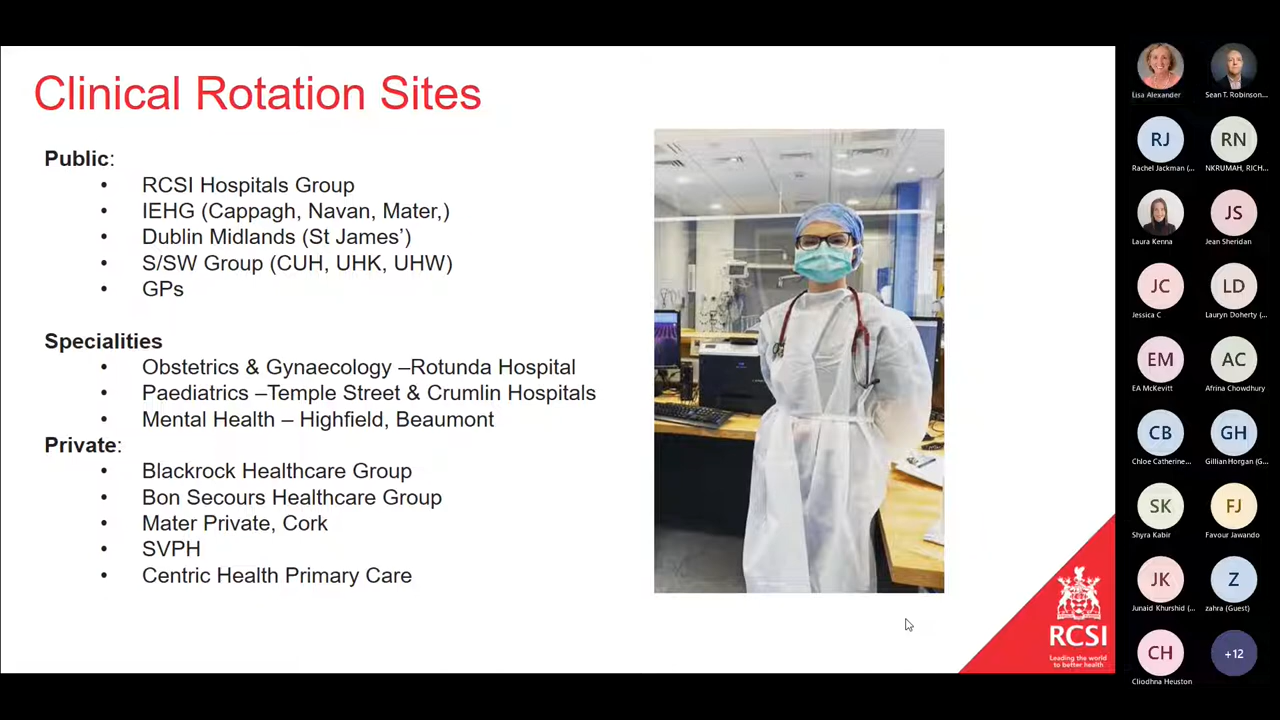 Clinical Rotation Sites
Public:
• RCSI Hospitals Group
• IEHG (Cappagh, Navan, Mater,)
• Dublin Midlands (St James’)
• S/SW Group (CUH, UHK, UHW)
• GPs
Specialities
• Obstetrics & Gynaecology –Rotunda Hospital
• Paediatrics –Temple Street & Crumlin Hospitals
• Mental Health – Highfield, Beaumont
Private:
• Blackrock Healthcare Group
• Bon Secours Healthcare Group
• Mater Private, Cork
• SVPH
• Centric Health Primary Care
RCSI
Leading the world
to better health
Lisa Alexander
Sean T. Robinson...
RJ
RN
Rachel Jackman (...
NKRUMAH, RICH...
JS
Laura Kenna
Jean Sheridan
JC
LD
Jessica C
Lauryn Doherty (...
EM
AC
EA McKevitt
Afrina Chowdhury
CB
GH
Chloe Catherine...
Gillian Horgan (G...
SK
FJ
Shyra Kabir
Favour Jawando
JK
Z
Junaid Khurshid (...
zahra (Guest)
CH
+12
Cliodhna Heuston